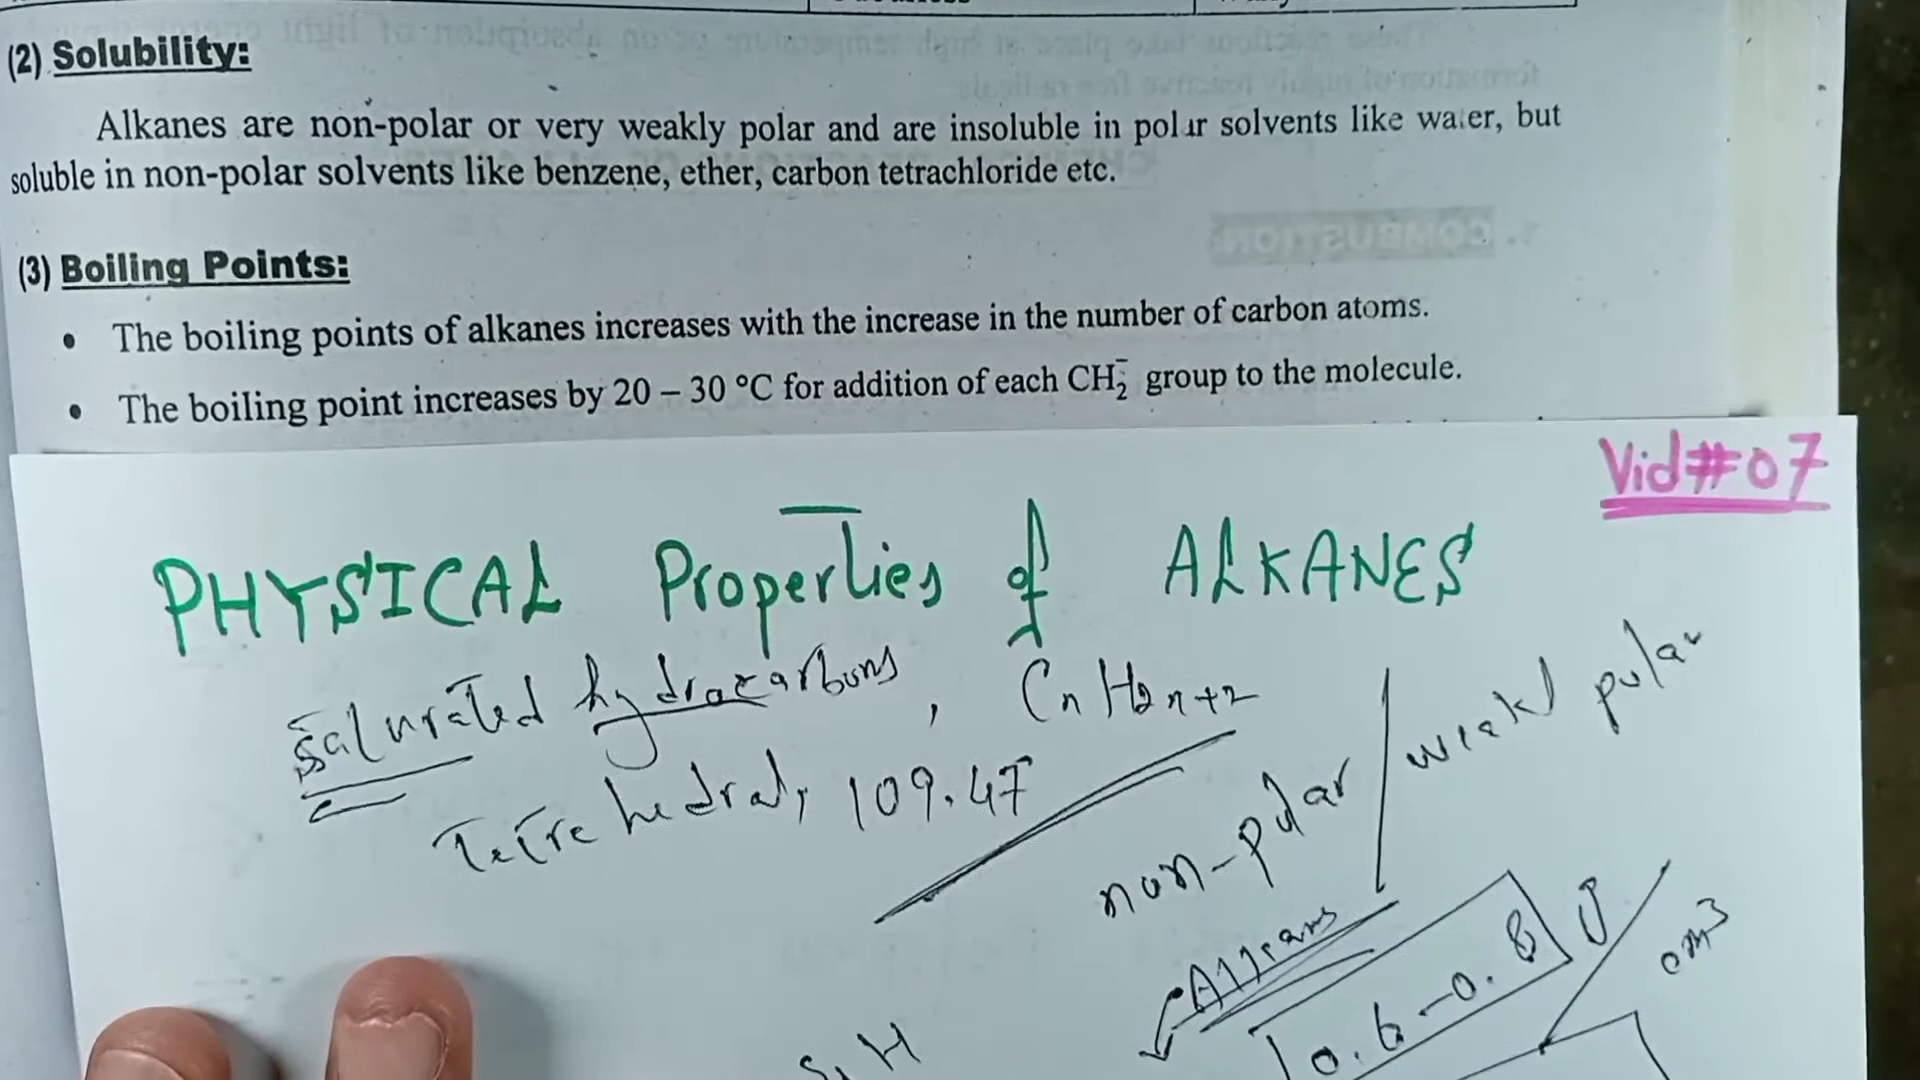 (2) Solubility:
Alkanes are non-polar or very weakly polar and are insoluble in polar solvents like water, but
soluble in non-polar solvents like benzene, ether, carbon tetrachloride etc.
(3) Boiling Points:
• The boiling points of alkanes increases with the increase in the number of carbon atoms.
• The boiling point increases by 20 – 30 °C for addition of each CH₂⁻ group to the molecule.
Vid#07
PHYSICAL Properties of ALKANES
Saturated hydrocarbons, CnH2n+2
Tetrahedral, 109.47
non-polar / weakl polar
0.6-0.8 g/cm3